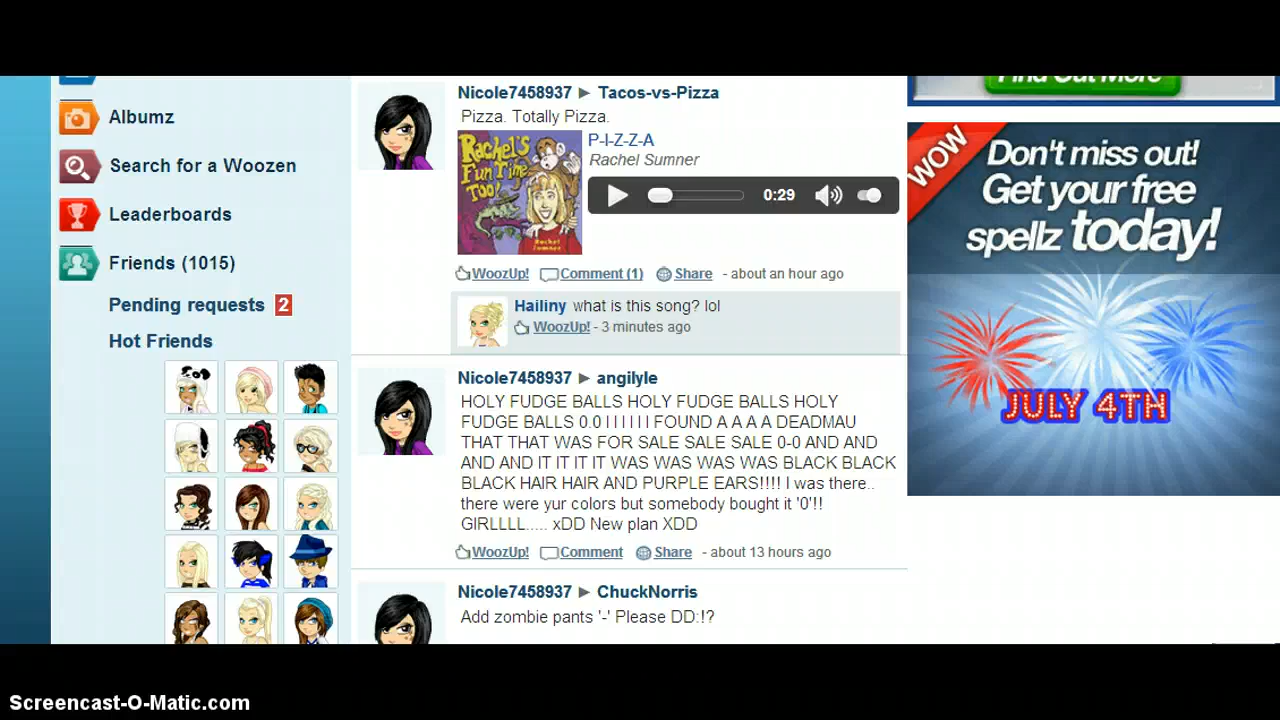 Albumz
Search for a Woozen
Leaderboards
Friends (1015)
Pending requests 2
Hot Friends
Nicole7458937 ► Tacos-vs-Pizza
Pizza. Totally Pizza.
Rachel's
Fun Time
Too!
Rachel
Sumner
P-I-Z-Z-A
Rachel Sumner
0:29
WoozUp! Comment (1) Share - about an hour ago
Hailiny what is this song? lol
WoozUp! - 3 minutes ago
Nicole7458937 ► angilyle
HOLY FUDGE BALLS HOLY FUDGE BALLS HOLY
FUDGE BALLS 0.0 I I I I I I FOUND A A A A DEADMAU
THAT THAT WAS FOR SALE SALE SALE 0-0 AND AND
AND AND IT IT IT IT WAS WAS WAS WAS BLACK BLACK
BLACK HAIR HAIR AND PURPLE EARS!!!! I was there..
there were yur colors but somebody bought it '0'!!
GIRLLLL..... xDD New plan XDD
WoozUp! Comment Share - about 13 hours ago
Nicole7458937 ► ChuckNorris
Add zombie pants '-' Please DD:!?
Find Out More
WOW
Don't miss out!
Get your free
spellz today!
JULY 4TH
Screencast-O-Matic.com